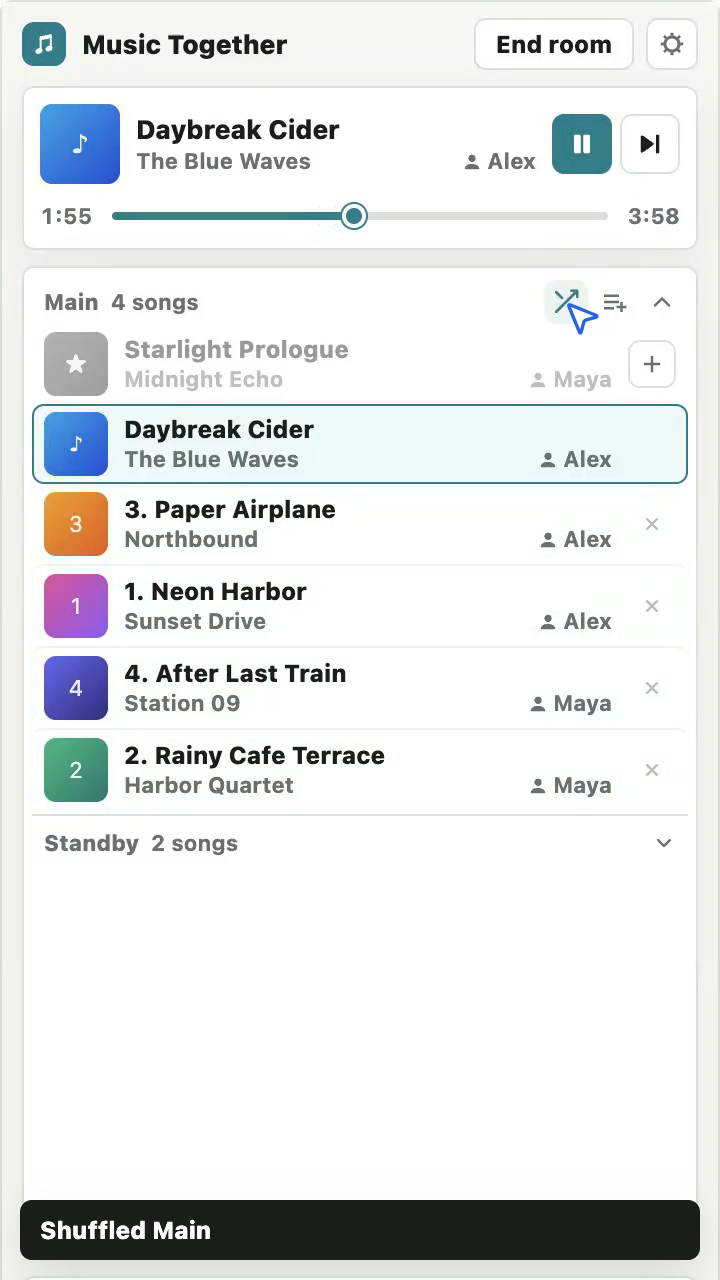 Music Together
End room
Daybreak Cider
The Blue Waves
Alex
1:55
3:58
Main 4 songs
Starlight Prologue
Midnight Echo
Maya
Daybreak Cider
The Blue Waves
Alex
3
3. Paper Airplane
Northbound
Alex
1
1. Neon Harbor
Sunset Drive
Alex
4
4. After Last Train
Station 09
Maya
2
2. Rainy Cafe Terrace
Harbor Quartet
Maya
Standby 2 songs
Shuffled Main